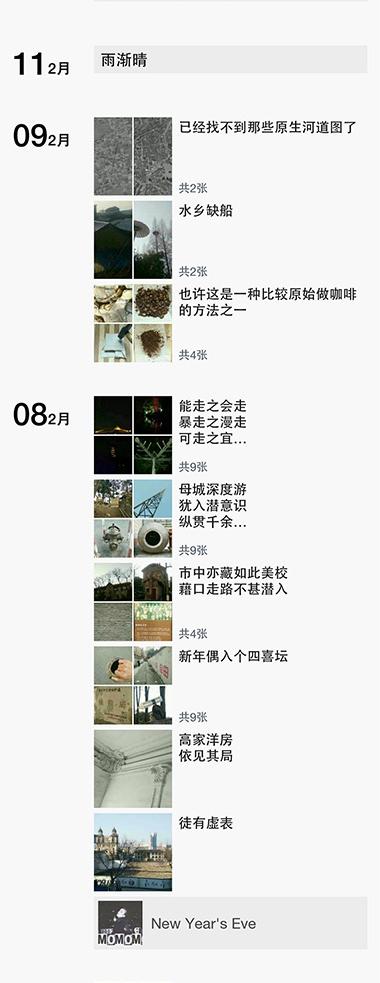 11 2月
雨渐晴
09 2月
已经找不到那些原生河道图了
共2张
水乡缺船
共2张
也许这是一种比较原始做咖啡
的方法之一
共4张
08 2月
能走之会走
暴走之漫走
可走之宜...
共9张
母城深度游
犹入潜意识
纵贯千余...
共9张
市中亦藏如此美校
藉口走路不甚潜入
共4张
新年偶入个四喜坛
共9张
高家洋房
依见其局
徒有虚表
MOMOM
New Year's Eve